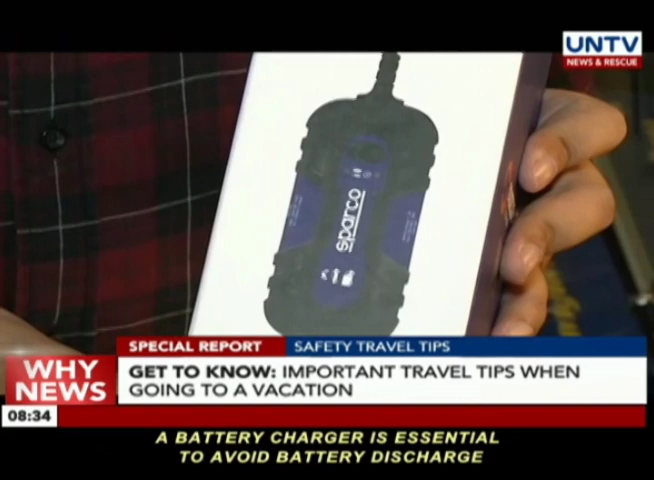 UNTV
NEWS & RESCUE
sparco
SPECIAL REPORT
SAFETY TRAVEL TIPS
WHY NEWS
GET TO KNOW: IMPORTANT TRAVEL TIPS WHEN
GOING TO A VACATION
08:34
A BATTERY CHARGER IS ESSENTIAL
TO AVOID BATTERY DISCHARGE